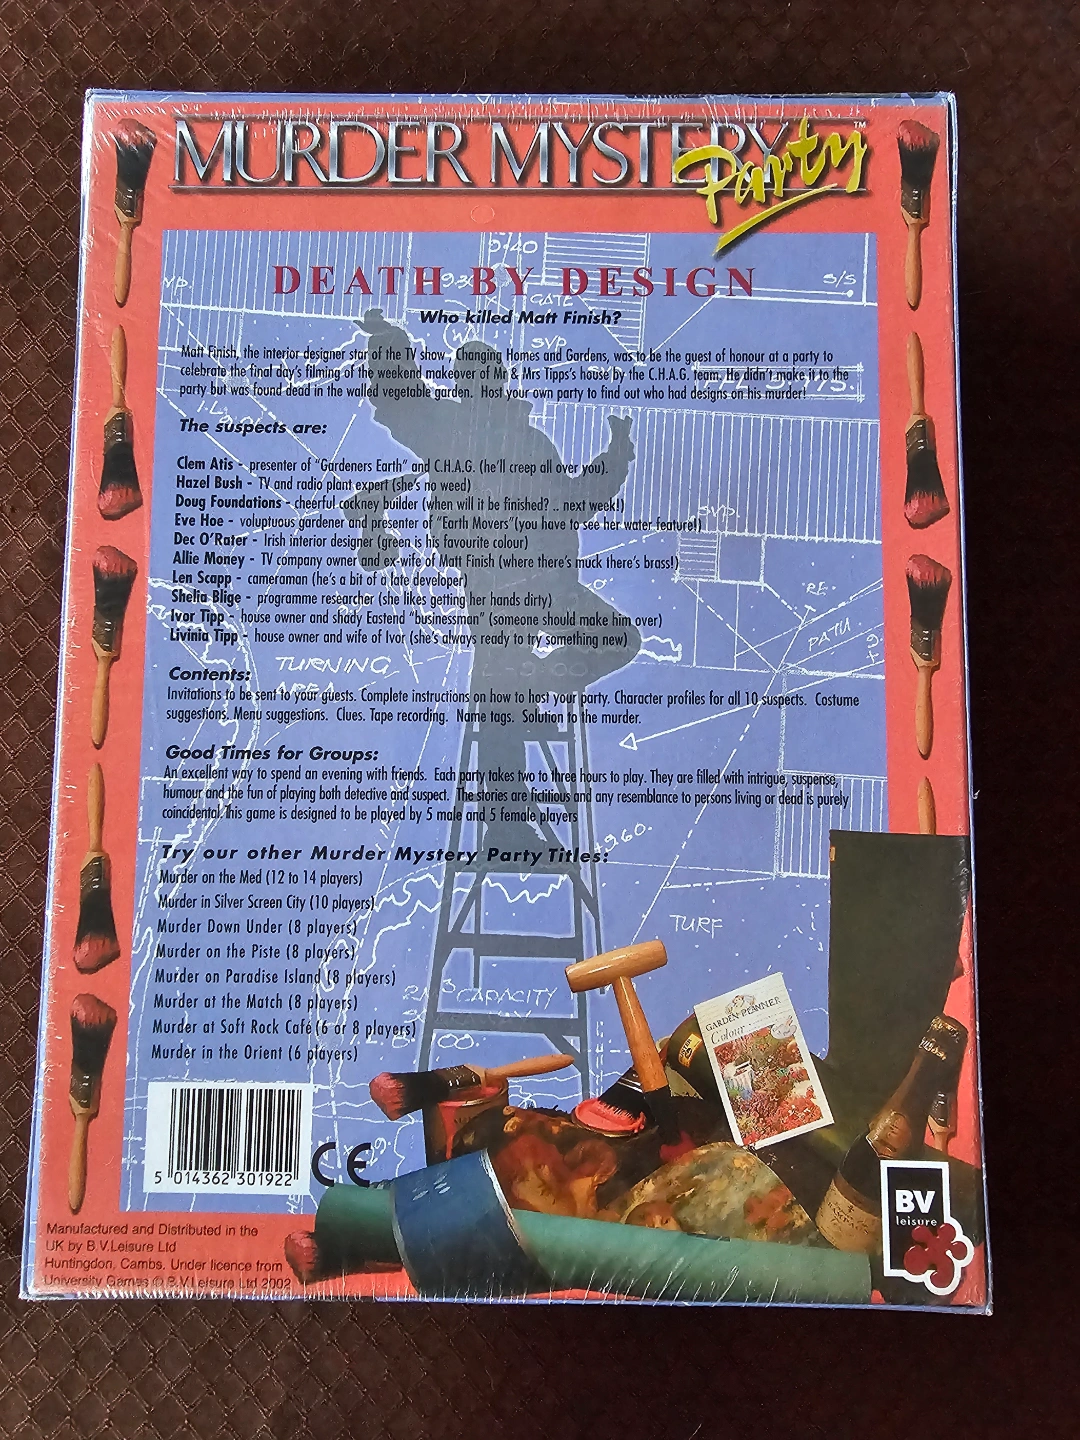 MURDER MYSTERY
Party™
DEATH BY DESIGN
Who killed Matt Finish?
Matt Finish, the interior designer star of the TV show , Changing Homes and Gardens, was to be the guest of honour at a party to
celebrate the final day's filming of the weekend makeover of Mr & Mrs Tipps's house by the C.H.A.G. team. He didn't make it to the
party but was found dead in the walled vegetable garden. Host your own party to find out who had designs on his murder!
The suspects are:
Clem Atis - presenter of "Gardeners Earth" and C.H.A.G. (he'll creep all over you).
Hazel Bush - TV and radio plant expert (she's no weed)
Doug Foundations - cheerful cockney builder (when will it be finished? .. next week!)
Eve Hoe - voluptuous gardener and presenter of "Earth Movers"(you have to see her water feature!)
Dec O'Rater - Irish interior designer (green is his favourite colour)
Allie Money - TV company owner and ex-wife of Matt Finish (where there's muck there's brass!)
Len Scapp - cameraman (he's a bit of a late developer)
Shelia Blige - programme researcher (she likes getting her hands dirty)
Ivor Tipp - house owner and shady Eastend "businessman" (someone should make him over)
Livinia Tipp - house owner and wife of Ivor (she's always ready to try something new)
Contents:
Invitations to be sent to your guests. Complete instructions on how to host your party. Character profiles for all 10 suspects. Costume
suggestions. Menu suggestions. Clues. Tape recording. Name tags. Solution to the murder.
Good Times for Groups:
An excellent way to spend an evening with friends. Each party takes two to three hours to play. They are filled with intrigue, suspense,
humour and the fun of playing both detective and suspect. The stories are fictitious and any resemblance to persons living or dead is purely
coincidental. This game is designed to be played by 5 male and 5 female players
Try our other Murder Mystery Party Titles:
Murder on the Med (12 to 14 players)
Murder in Silver Screen City (10 players)
Murder Down Under (8 players)
Murder on the Piste (8 players)
Murder on Paradise Island (8 players)
Murder at the Match (8 players)
Murder at Soft Rock Café (6 or 8 players)
Murder in the Orient (6 players)
9.40
GATE
SVP
S/S
VP.
SVP.
RE
PATH
TURNING
AREA
960.
TURF
CAPACITY
GARDEN PLANNER
Colour
5 014362 301922
CE
BV
leisure
Manufactured and Distributed in the
UK by B.V.Leisure Ltd
Huntingdon, Cambs. Under licence from
University Games © B.V.Leisure Ltd 2002